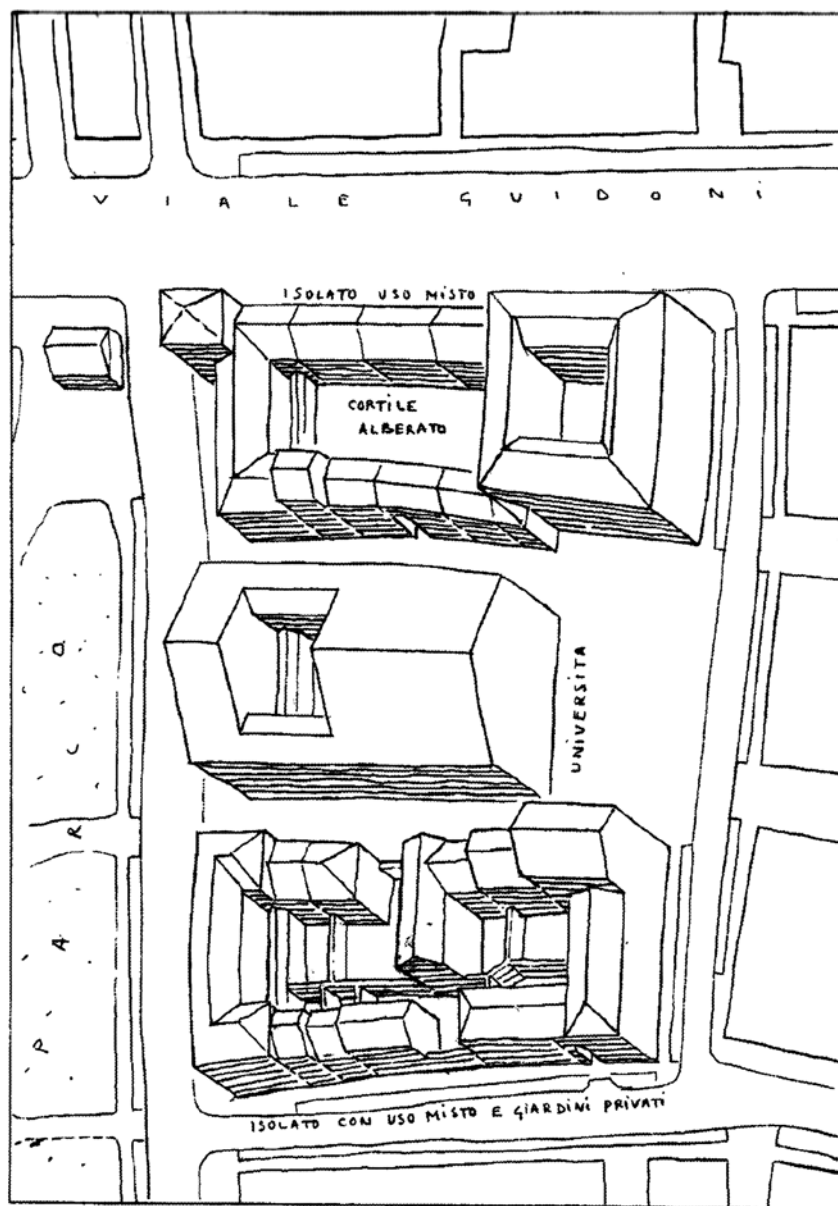 VIALE GUIDONI
ISOLATO USO MISTO
CORTILE
ALBERATO
UNIVERSITA
PARCO
ISOLATO CON USO MISTO E GIARDINI PRIVATI